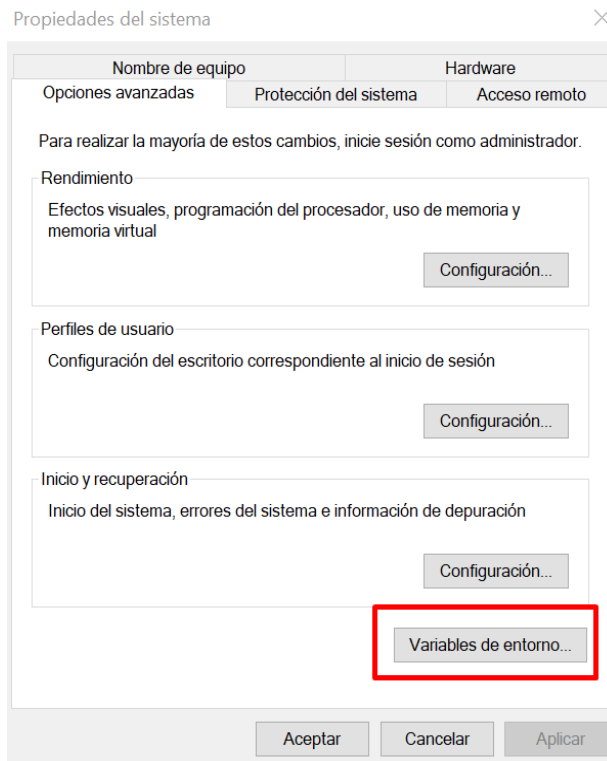 Propiedades del sistema
Nombre de equipo
Hardware
Opciones avanzadas
Protección del sistema
Acceso remoto
Para realizar la mayoría de estos cambios, inicie sesión como administrador.
Rendimiento
Efectos visuales, programación del procesador, uso de memoria y
memoria virtual
Configuración...
Perfiles de usuario
Configuración del escritorio correspondiente al inicio de sesión
Configuración...
Inicio y recuperación
Inicio del sistema, errores del sistema e información de depuración
Configuración...
Variables de entorno...
Aceptar
Cancelar
Aplicar